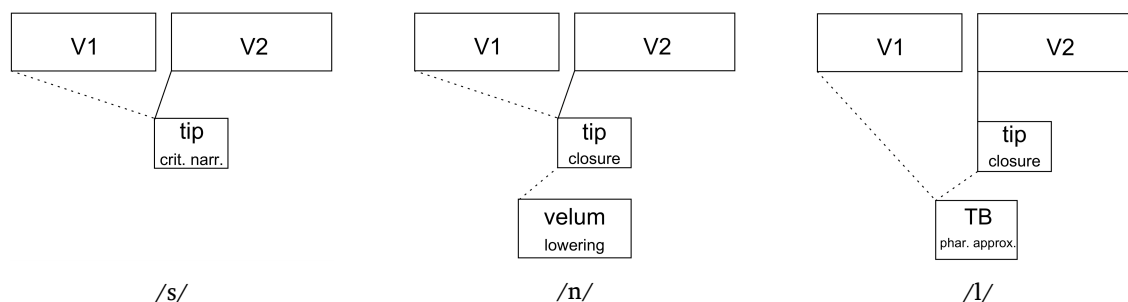 V1 V2 V1 V2 V1 V2
tip tip tip
crit. narr. closure closure
velum TB
lowering phar. approx.
/s/ /n/ /l/